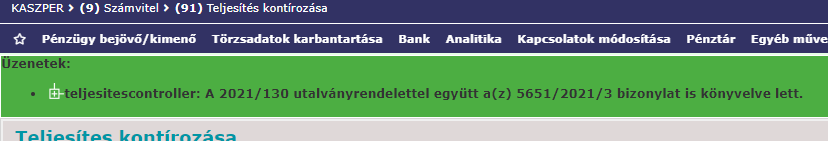 KASZPER > (9) Számvitel > (91) Teljesítés kontírozása
Pénzügy bejövő/kimenő Törzsadatok karbantartása Bank Analitika Kapcsolatok módosítása Pénztár Egyéb műve
Üzenetek:
teljesitescontroller: A 2021/130 utalványrendelettel együtt a(z) 5651/2021/3 bizonylat is könyvelve lett.
Teljesítes kontírozása